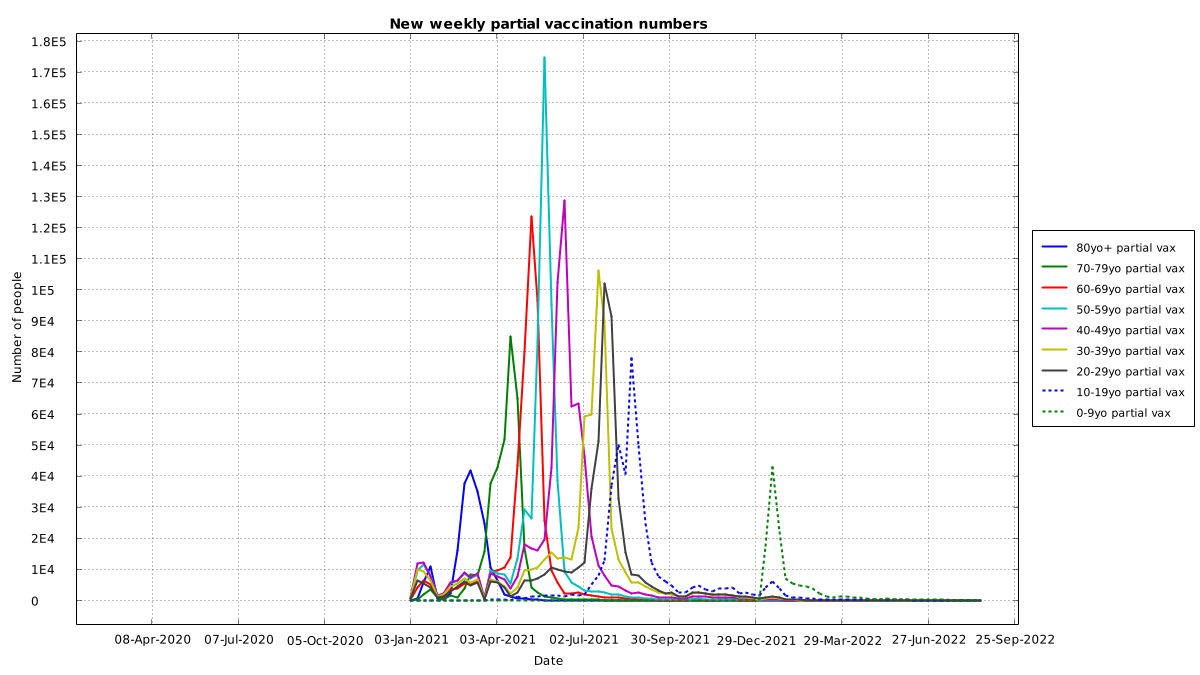 New weekly partial vaccination numbers
Number of people
1.8E5
1.7E5
1.6E5
1.5E5
1.4E5
1.3E5
1.2E5
1.1E5
1E5
9E4
8E4
7E4
6E4
5E4
4E4
3E4
2E4
1E4
0
08-Apr-2020 07-Jul-2020 05-Oct-2020 03-Jan-2021 03-Apr-2021 02-Jul-2021 30-Sep-2021 29-Dec-2021 29-Mar-2022 27-Jun-2022 25-Sep-2022
Date
80yo+ partial vax
70-79yo partial vax
60-69yo partial vax
50-59yo partial vax
40-49yo partial vax
30-39yo partial vax
20-29yo partial vax
10-19yo partial vax
0-9yo partial vax